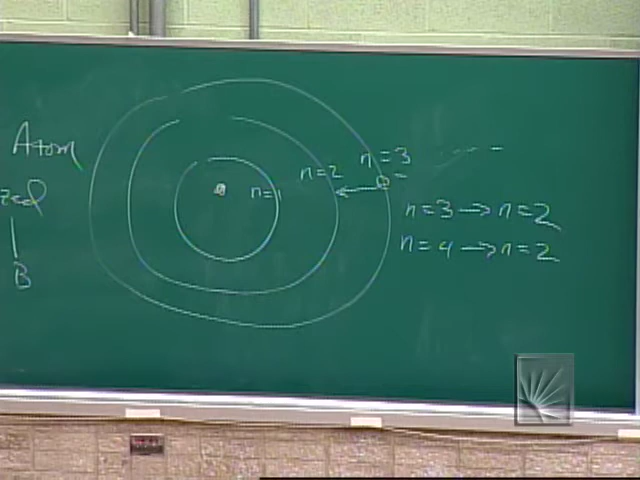 Atom
B
n=1
n=2
n=3 ----
e-
n=3→n=2
n=4→n=2